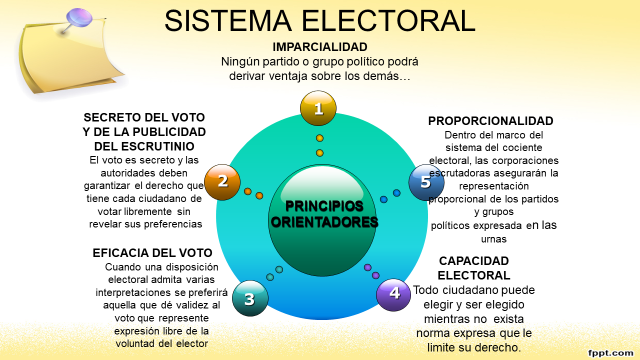 SISTEMA ELECTORAL
IMPARCIALIDAD
Ningún partido o grupo político podrá
derivar ventaja sobre los demás…
1
SECRETO DEL VOTO
Y DE LA PUBLICIDAD
DEL ESCRUTINIO
El voto es secreto y las
autoridades deben
garantizar el derecho que
tiene cada ciudadano de
votar libremente sin
revelar sus preferencias
2
EFICACIA DEL VOTO
Cuando una disposición
electoral admita varias
interpretaciones se preferirá
aquella que dé validez al
voto que represente
expresión libre de la
voluntad del elector
3
PRINCIPIOS
ORIENTADORES
PROPORCIONALIDAD
Dentro del marco del
sistema del cociente
electoral, las corporaciones
escrutadoras asegurarán la
representación
proporcional de los partidos
y grupos
políticos expresada en las
urnas
5
CAPACIDAD
ELECTORAL
Todo ciudadano puede
elegir y ser elegido
mientras no exista
norma expresa que le
limite su derecho.
4
fppt.com